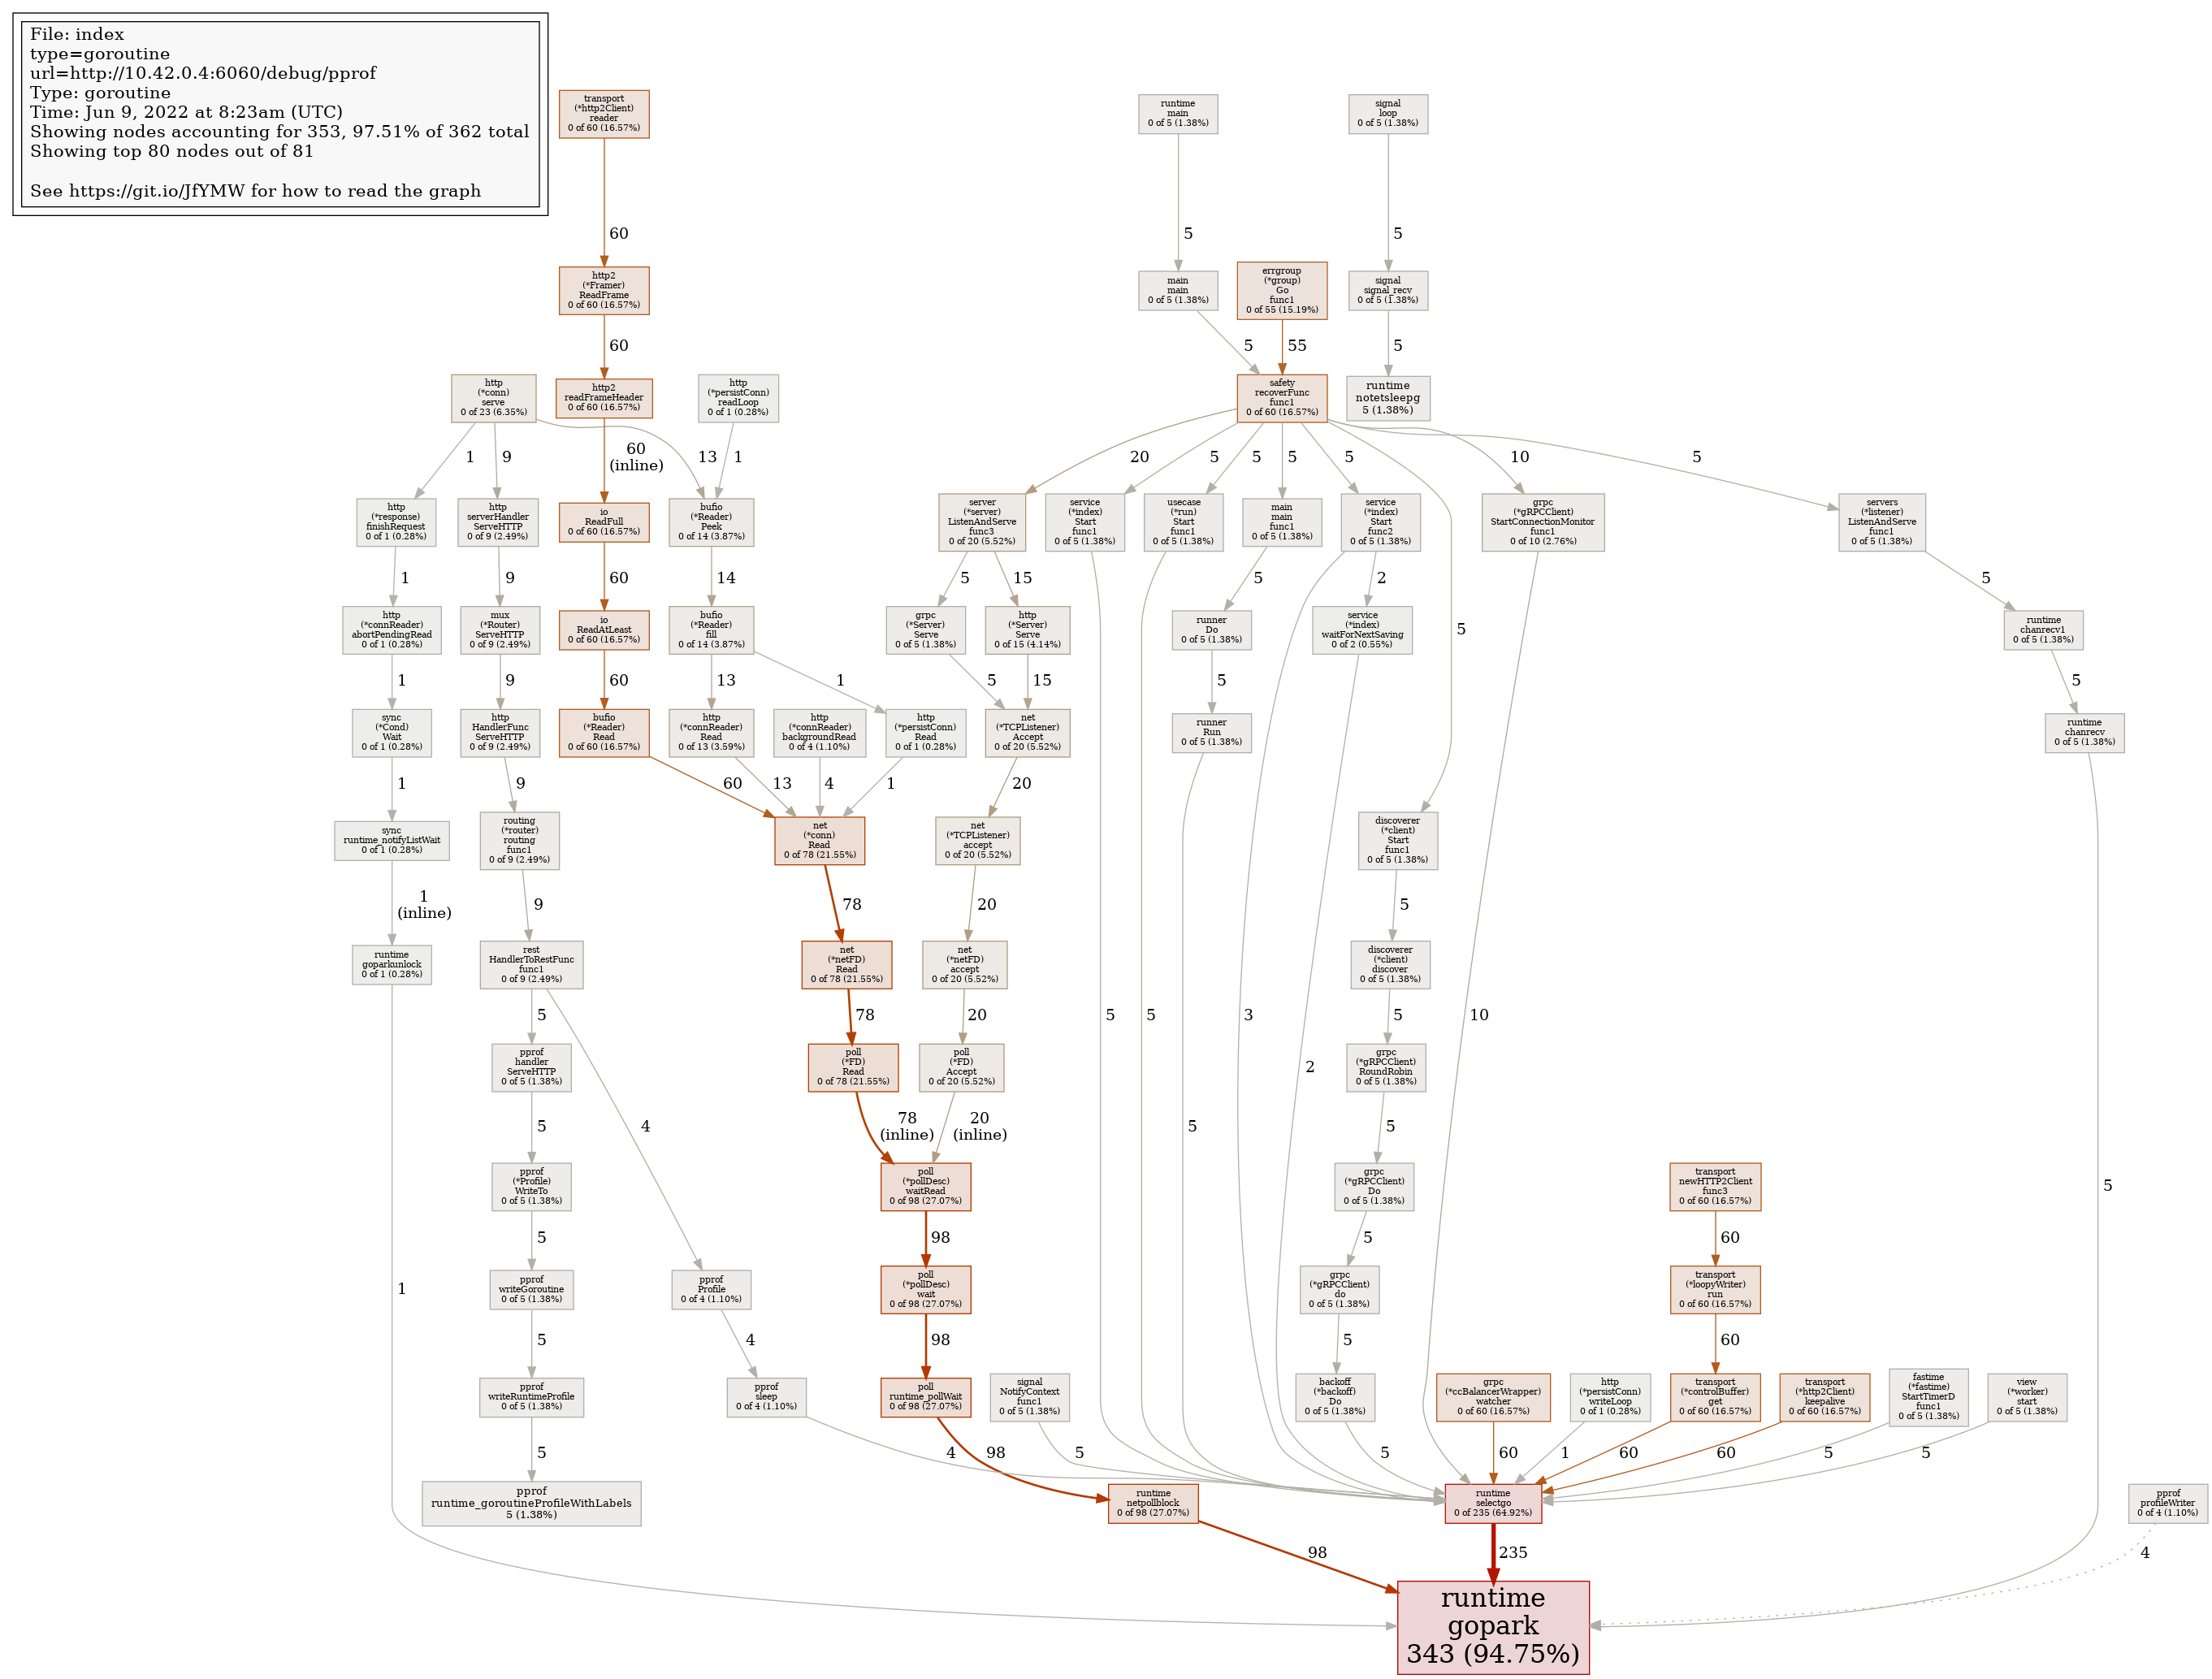 File: index
type=goroutine
url=http://10.42.0.4:6060/debug/pprof
Type: goroutine
Time: Jun 9, 2022 at 8:23am (UTC)
Showing nodes accounting for 353, 97.51% of 362 total
Showing top 80 nodes out of 81
See https://git.io/JfYMW for how to read the graph
transport
(*http2Client)
reader
0 of 60 (16.57%)
runtime
main
0 of 5 (1.38%)
signal
loop
0 of 5 (1.38%)
60
5
5
http2
(*Framer)
ReadFrame
0 of 60 (16.57%)
main
main
0 of 5 (1.38%)
errgroup
(*group)
Go
func1
0 of 55 (15.19%)
signal
signal_recv
0 of 5 (1.38%)
60
5
55
5
http
(*conn)
serve
0 of 23 (6.35%)
http2
readFrameHeader
0 of 60 (16.57%)
http
(*persistConn)
readLoop
0 of 1 (0.28%)
safety
recoverFunc
func1
0 of 60 (16.57%)
runtime
notetsleepg
5 (1.38%)
1
9
60
(inline)
13
1
20
5
5
5
5
10
5
http
(*response)
finishRequest
0 of 1 (0.28%)
http
serverHandler
ServeHTTP
0 of 9 (2.49%)
io
ReadFull
0 of 60 (16.57%)
bufio
(*Reader)
Peek
0 of 14 (3.87%)
server
(*server)
ListenAndServe
func3
0 of 20 (5.52%)
service
(*index)
Start
func1
0 of 5 (1.38%)
usecase
(*run)
Start
func1
0 of 5 (1.38%)
main
main
func1
0 of 5 (1.38%)
service
(*index)
Start
func2
0 of 5 (1.38%)
grpc
(*gRPCClient)
StartConnectionMonitor
func1
0 of 10 (2.76%)
servers
(*listener)
ListenAndServe
func1
0 of 5 (1.38%)
1
9
60
14
5
15
5
2
5
http
(*connReader)
abortPendingRead
0 of 1 (0.28%)
mux
(*Router)
ServeHTTP
0 of 9 (2.49%)
io
ReadAtLeast
0 of 60 (16.57%)
bufio
(*Reader)
fill
0 of 14 (3.87%)
grpc
(*Server)
Serve
0 of 5 (1.38%)
http
(*Server)
Serve
0 of 15 (4.14%)
runner
Do
0 of 5 (1.38%)
service
(*index)
waitForNextSaving
0 of 2 (0.55%)
5
runtime
chanrecv1
0 of 5 (1.38%)
1
9
60
13
1
5
15
5
5
sync
(*Cond)
Wait
0 of 1 (0.28%)
http
HandlerFunc
ServeHTTP
0 of 9 (2.49%)
bufio
(*Reader)
Read
0 of 60 (16.57%)
http
(*connReader)
Read
0 of 13 (3.59%)
http
(*connReader)
backgroundRead
0 of 4 (1.10%)
http
(*persistConn)
Read
0 of 1 (0.28%)
net
(*TCPListener)
Accept
0 of 20 (5.52%)
runner
Run
0 of 5 (1.38%)
runtime
chanrecv
0 of 5 (1.38%)
1
9
60
13
4
1
20
sync
runtime_notifyListWait
0 of 1 (0.28%)
routing
(*router)
routing
func1
0 of 9 (2.49%)
net
(*conn)
Read
0 of 78 (21.55%)
net
(*TCPListener)
accept
0 of 20 (5.52%)
discoverer
(*client)
Start
func1
0 of 5 (1.38%)
1
(inline)
9
78
20
5
runtime
goparkunlock
0 of 1 (0.28%)
rest
HandlerToRestFunc
func1
0 of 9 (2.49%)
net
(*netFD)
Read
0 of 78 (21.55%)
net
(*netFD)
accept
0 of 20 (5.52%)
discoverer
(*client)
discover
0 of 5 (1.38%)
5
78
20
5
5
3
5
10
pprof
handler
ServeHTTP
0 of 5 (1.38%)
poll
(*FD)
Read
0 of 78 (21.55%)
poll
(*FD)
Accept
0 of 20 (5.52%)
2
grpc
(*gRPCClient)
RoundRobin
0 of 5 (1.38%)
5
4
78
(inline)
20
(inline)
5
5
pprof
(*Profile)
WriteTo
0 of 5 (1.38%)
poll
(*pollDesc)
waitRead
0 of 98 (27.07%)
grpc
(*gRPCClient)
Do
0 of 5 (1.38%)
transport
newHTTP2Client
func3
0 of 60 (16.57%)
5
5
98
5
60
1
pprof
writeGoroutine
0 of 5 (1.38%)
pprof
Profile
0 of 4 (1.10%)
poll
(*pollDesc)
wait
0 of 98 (27.07%)
grpc
(*gRPCClient)
do
0 of 5 (1.38%)
transport
(*loopyWriter)
run
0 of 60 (16.57%)
5
4
98
5
60
pprof
writeRuntimeProfile
0 of 5 (1.38%)
pprof
sleep
0 of 4 (1.10%)
poll
runtime_pollWait
0 of 98 (27.07%)
signal
NotifyContext
func1
0 of 5 (1.38%)
backoff
(*backoff)
Do
0 of 5 (1.38%)
grpc
(*ccBalancerWrapper)
watcher
0 of 60 (16.57%)
http
(*persistConn)
writeLoop
0 of 1 (0.28%)
transport
(*controlBuffer)
get
0 of 60 (16.57%)
transport
(*http2Client)
keepalive
0 of 60 (16.57%)
fastime
(*fastime)
StartTimerD
func1
0 of 5 (1.38%)
view
(*worker)
start
0 of 5 (1.38%)
5
4
98
5
5
60
1
60
60
5
5
pprof
runtime_goroutineProfileWithLabels
5 (1.38%)
runtime
netpollblock
0 of 98 (27.07%)
runtime
selectgo
0 of 235 (64.92%)
pprof
profileWriter
0 of 4 (1.10%)
98
235
4
runtime
gopark
343 (94.75%)